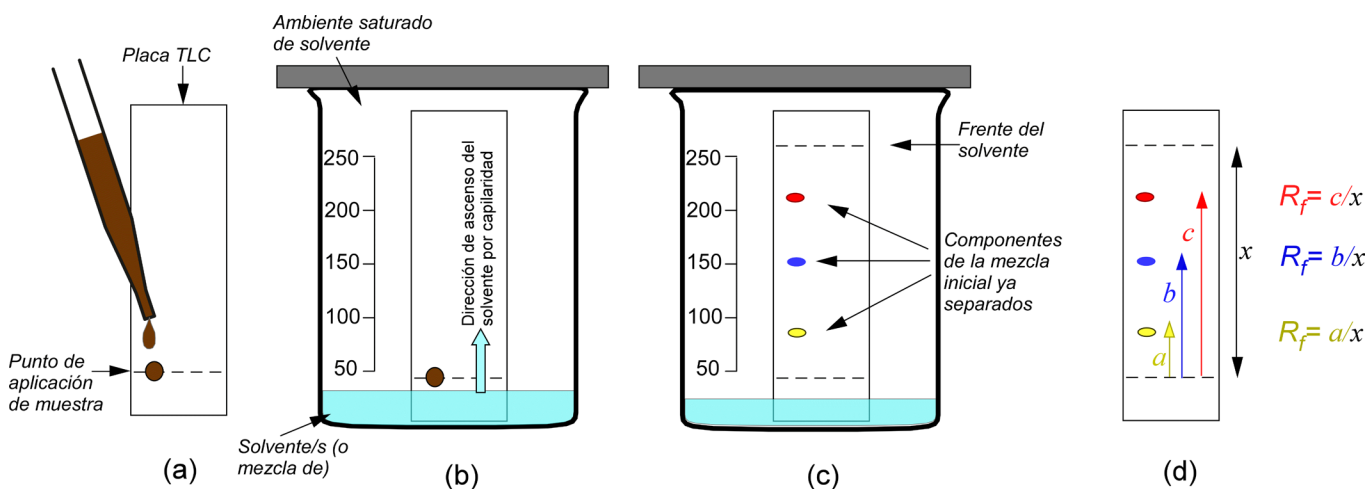 Placa TLC
Punto de
aplicación
de muestra
(a)
Ambiente saturado
de solvente
250
200
150
100
50
Dirección de ascenso del
solvente por capilaridad
Solvente/s (o
mezcla de)
(b)
250
200
150
100
50
Frente del
solvente
Componentes
de la mezcla
inicial ya
separados
(c)
a
b
c
x
Rf= c/x
Rf= b/x
Rf= a/x
(d)